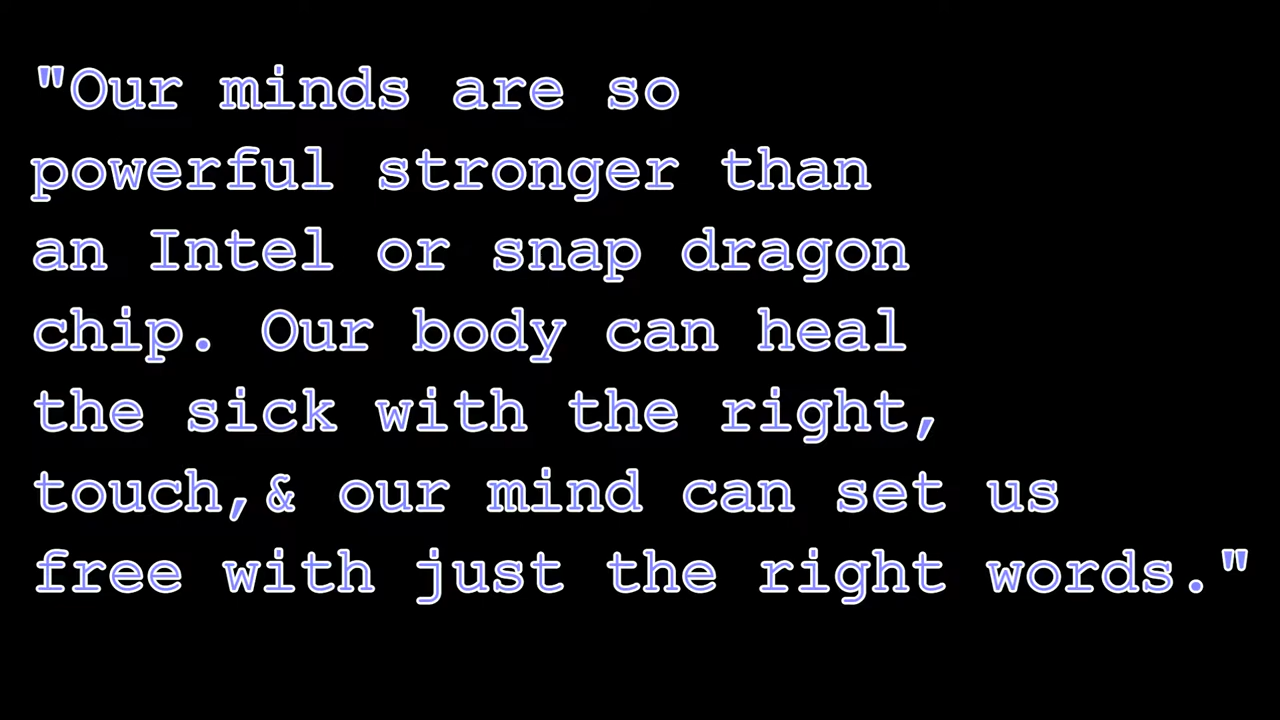 "Our minds are so
powerful stronger than
an Intel or snap dragon
chip. Our body can heal
the sick with the right,
touch,& our mind can set us
free with just the right words."